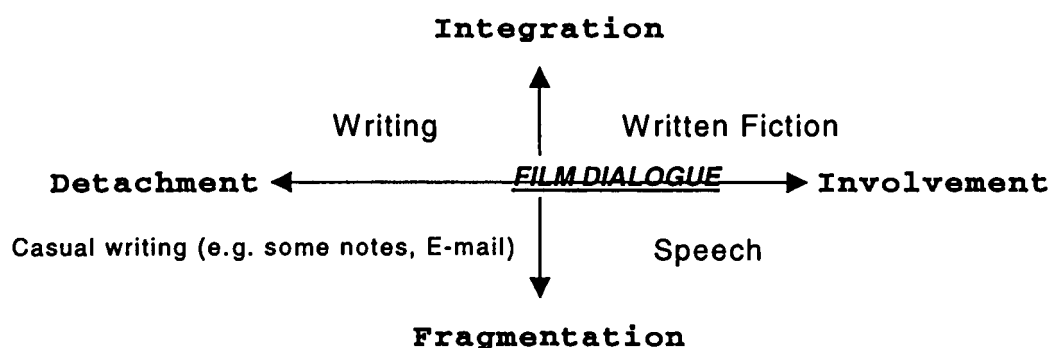 Integration
Writing Written Fiction
Detachment FILM DIALOGUE Involvement
Casual writing (e.g. some notes, E-mail) Speech
Fragmentation